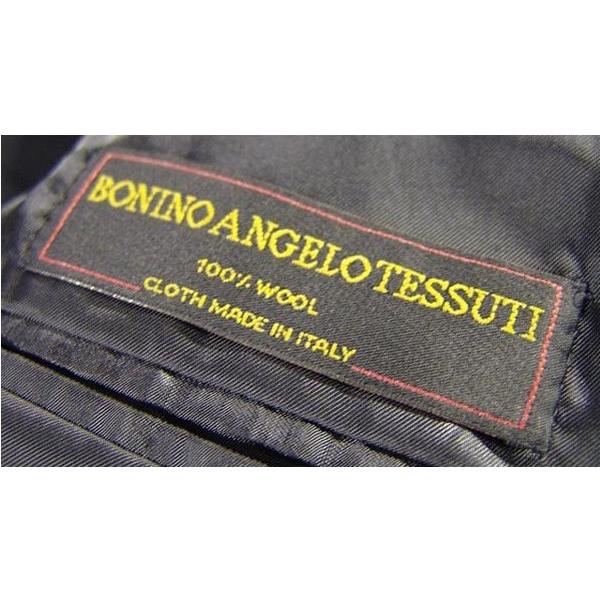 BONINO ANGELO TESSUTI
100% WOOL
CLOTH MADE IN ITALY